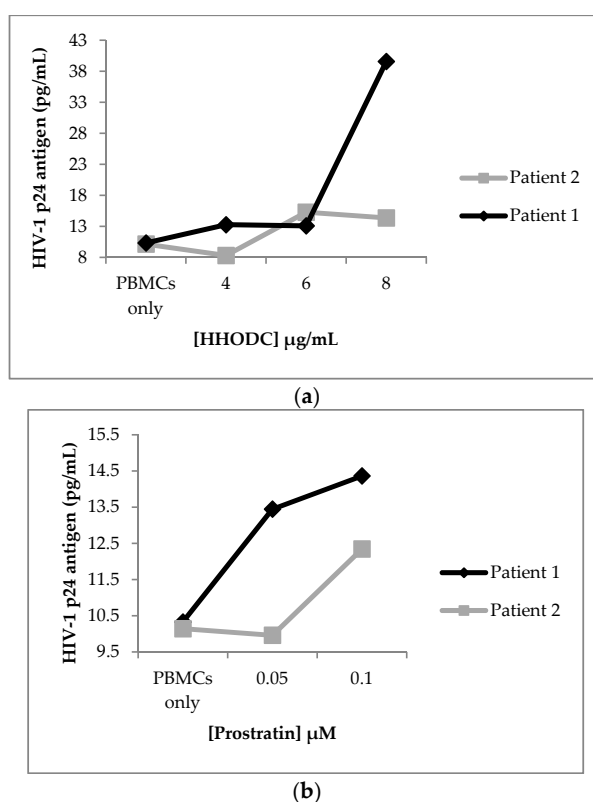 HIV-1 p24 antigen (pg/mL)
43
38
33
28
23
18
13
8
PBMCs
only
4
6
8
[HHODC] µg/mL
Patient 2
Patient 1
(a)
HIV-1 p24 antigen (pg/mL)
15.5
14.5
13.5
12.5
11.5
10.5
9.5
PBMCs
only
0.05
0.1
[Prostratin] µM
Patient 1
Patient 2
(b)